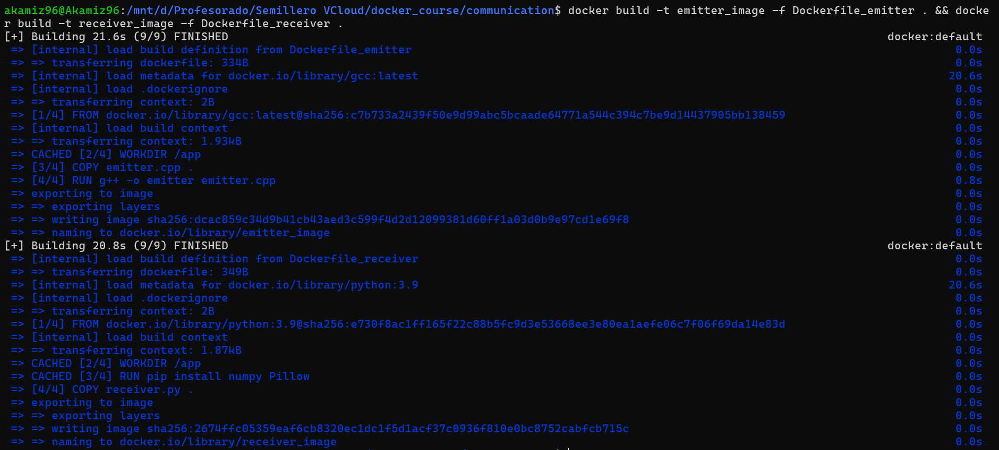 akamiz96@Akamiz96:/mnt/d/Profesorado/Semillero VCloud/docker_course/communication$ docker build -t emitter_image -f Dockerfile_emitter . && docke
r build -t receiver_image -f Dockerfile_receiver .
[+] Building 21.6s (9/9) FINISHED docker:default
=> [internal] load build definition from Dockerfile_emitter 0.0s
=> => transferring dockerfile: 334B 0.0s
=> [internal] load metadata for docker.io/library/gcc:latest 20.6s
=> [internal] load .dockerignore 0.0s
=> => transferring context: 2B 0.0s
=> [1/4] FROM docker.io/library/gcc:latest@sha256:c7b733a2439f50e9d99abc5bcaade64771a544c394c7be9d14437905bb138459 0.0s
=> [internal] load build context 0.0s
=> => transferring context: 1.93kB 0.0s
=> CACHED [2/4] WORKDIR /app 0.0s
=> [3/4] COPY emitter.cpp . 0.0s
=> [4/4] RUN g++ -o emitter emitter.cpp 0.8s
=> exporting to image 0.0s
=> => exporting layers 0.0s
=> => writing image sha256:dcac859c34d9b41cb43aed3c599f4d2d12099381d60ff1a03d0b9e97cd1e69f8 0.0s
=> => naming to docker.io/library/emitter_image 0.0s
[+] Building 20.8s (9/9) FINISHED docker:default
=> [internal] load build definition from Dockerfile_receiver 0.0s
=> => transferring dockerfile: 349B 0.0s
=> [internal] load metadata for docker.io/library/python:3.9 20.6s
=> [internal] load .dockerignore 0.0s
=> => transferring context: 2B 0.0s
=> [1/4] FROM docker.io/library/python:3.9@sha256:e730f8ac1ff165f22c88b5fc9d3e53668ee3e80ea1aefe06c7f06f69da14e83d 0.0s
=> [internal] load build context 0.0s
=> => transferring context: 1.87kB 0.0s
=> CACHED [2/4] WORKDIR /app 0.0s
=> CACHED [3/4] RUN pip install numpy Pillow 0.0s
=> [4/4] COPY receiver.py . 0.0s
=> exporting to image 0.0s
=> => exporting layers 0.0s
=> => writing image sha256:2674ffc05359eaf6cb8320ec1dc1f5d1acf37c0936f810e0bc8752cabfcb715c 0.0s
=> => naming to docker.io/library/receiver_image 0.0s